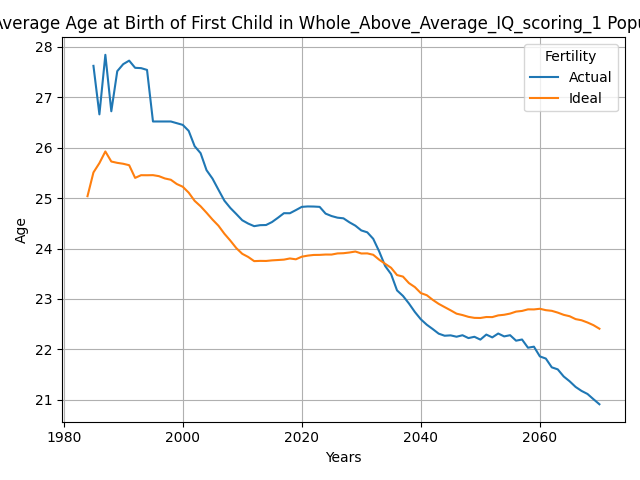 Average Age at Birth of First Child in Whole_Above_Average_IQ_scoring_1
Fertility
Actual
Ideal
28
27
26
25
24
23
22
21
Age
1980
2000
2020
2040
2060
Years